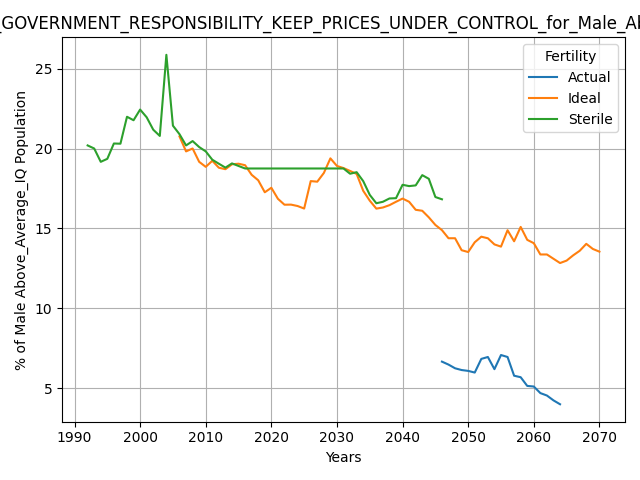 _GOVERNMENT_RESPONSIBILITY_KEEP_PRICES_UNDER_CONTROL_for_Male_Ab
Fertility
Actual
Ideal
Sterile
% of Male Above_Average_IQ Population
25
20
15
10
5
1990 2000 2010 2020 2030 2040 2050 2060 2070
Years